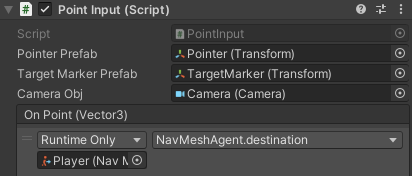 Point Input (Script)
Script PointInput
Pointer Prefab Pointer (Transform)
Target Marker Prefab TargetMarker (Transform)
Camera Obj Camera (Camera)
On Point (Vector3)
Runtime Only NavMeshAgent.destination
Player (Nav M